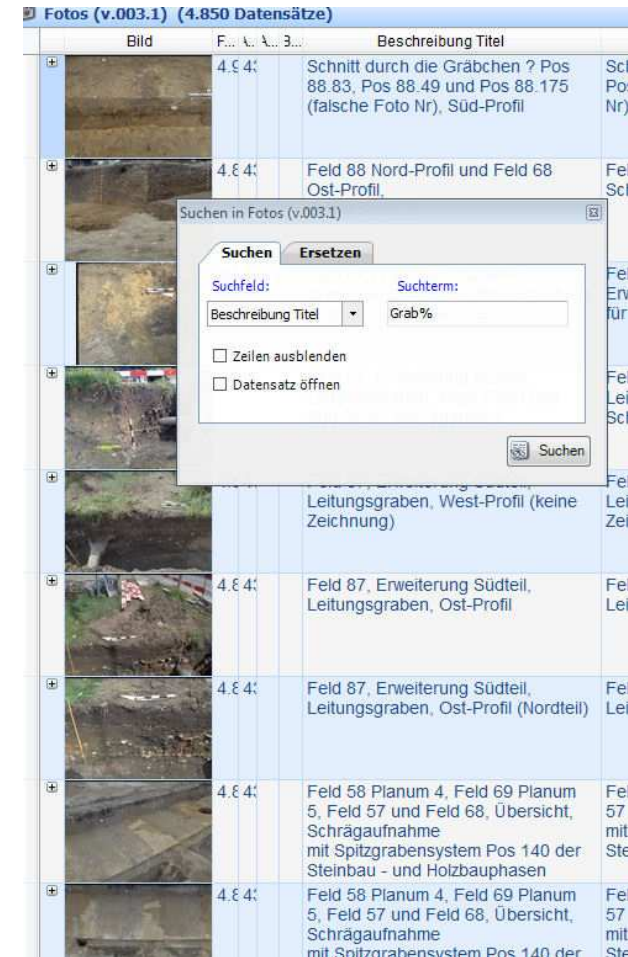 Fotos (v.003.1) (4.850 Datensätze)
Bild F... B... Beschreibung Titel
Schnitt durch die Gräbchen ? Pos
88.83, Pos 88.49 und Pos 88.175
(falsche Foto Nr), Süd-Profil
Feld 88 Nord-Profil und Feld 68
Ost-Profil,
Suchen in Fotos (v.003.1)
Suchen Ersetzen
Suchfeld: Suchterm:
Beschreibung Titel Grab%
Zeilen ausblenden
Datensatz öffnen
Suchen
Leitungsgraben, West-Profil (keine
Zeichnung)
Feld 87, Erweiterung Südteil,
Leitungsgraben, Ost-Profil
Feld 87, Erweiterung Südteil,
Leitungsgraben, Ost-Profil (Nordteil)
Feld 58 Planum 4, Feld 69 Planum
5, Feld 57 und Feld 68, Übersicht,
Schrägaufnahme
mit Spitzgrabensystem Pos 140 der
Steinbau - und Holzbauphasen
Feld 58 Planum 4, Feld 69 Planum
5, Feld 57 und Feld 68, Übersicht,
Schrägaufnahme
mit Spitzgrabensystem Pos 140 der